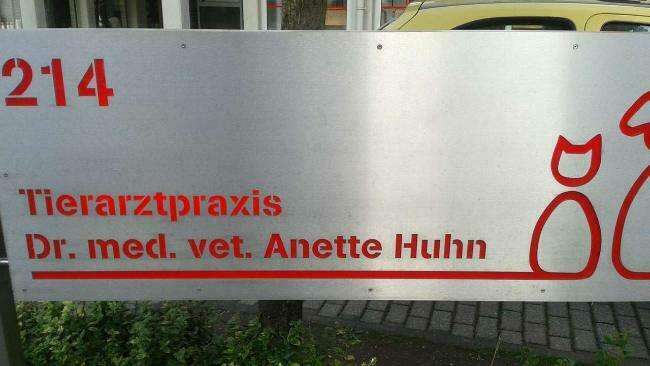 214
Tierarztpraxis
Dr. med. vet. Anette Huhn